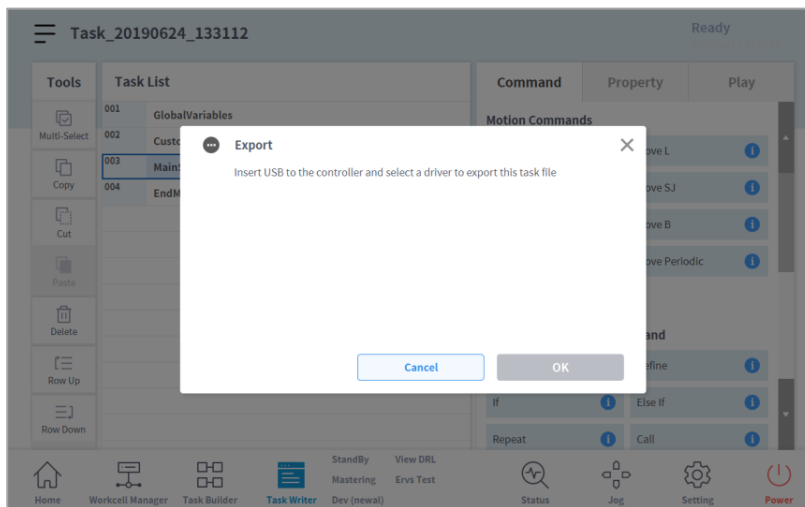 Task_20190624_133112
Ready
Tools
Task List
Command
Property
Play
Multi-Select
Copy
Cut
Paste
Delete
Row Up
Row Down
001 GlobalVariables
002
003
004
Motion Commands
If
Else If
Repeat
Call
Export
Insert USB to the controller and select a driver to export this task file
Cancel
OK
Home
Workcell Manager
Task Builder
Task Writer
StandBy
View DRL
Mastering
Ervs Test
Dev (newal)
Status
Jog
Setting
Power